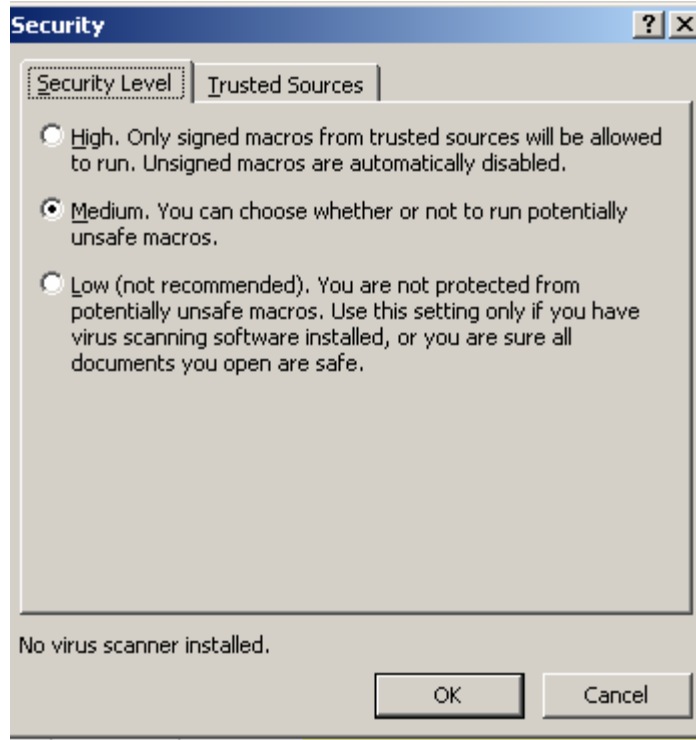 Security
Security Level
Trusted Sources
High. Only signed macros from trusted sources will be allowed
to run. Unsigned macros are automatically disabled.
Medium. You can choose whether or not to run potentially
unsafe macros.
Low (not recommended). You are not protected from
potentially unsafe macros. Use this setting only if you have
virus scanning software installed, or you are sure all
documents you open are safe.
No virus scanner installed.
OK
Cancel